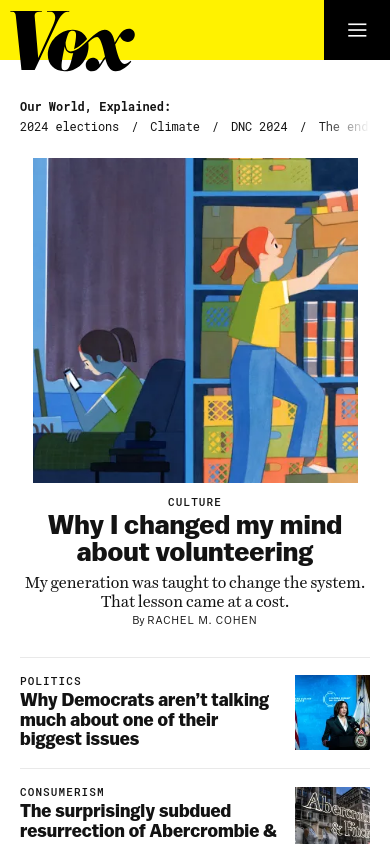 Vox
Our World, Explained:
2024 elections / Climate / DNC 2024 / The end
CULTURE
Why I changed my mind
about volunteering
My generation was taught to change the system.
That lesson came at a cost.
By RACHEL M. COHEN
POLITICS
Why Democrats aren’t talking
much about one of their
biggest issues
CONSUMERISM
The surprisingly subdued
resurrection of Abercrombie &
Abercrombie
& Fitch